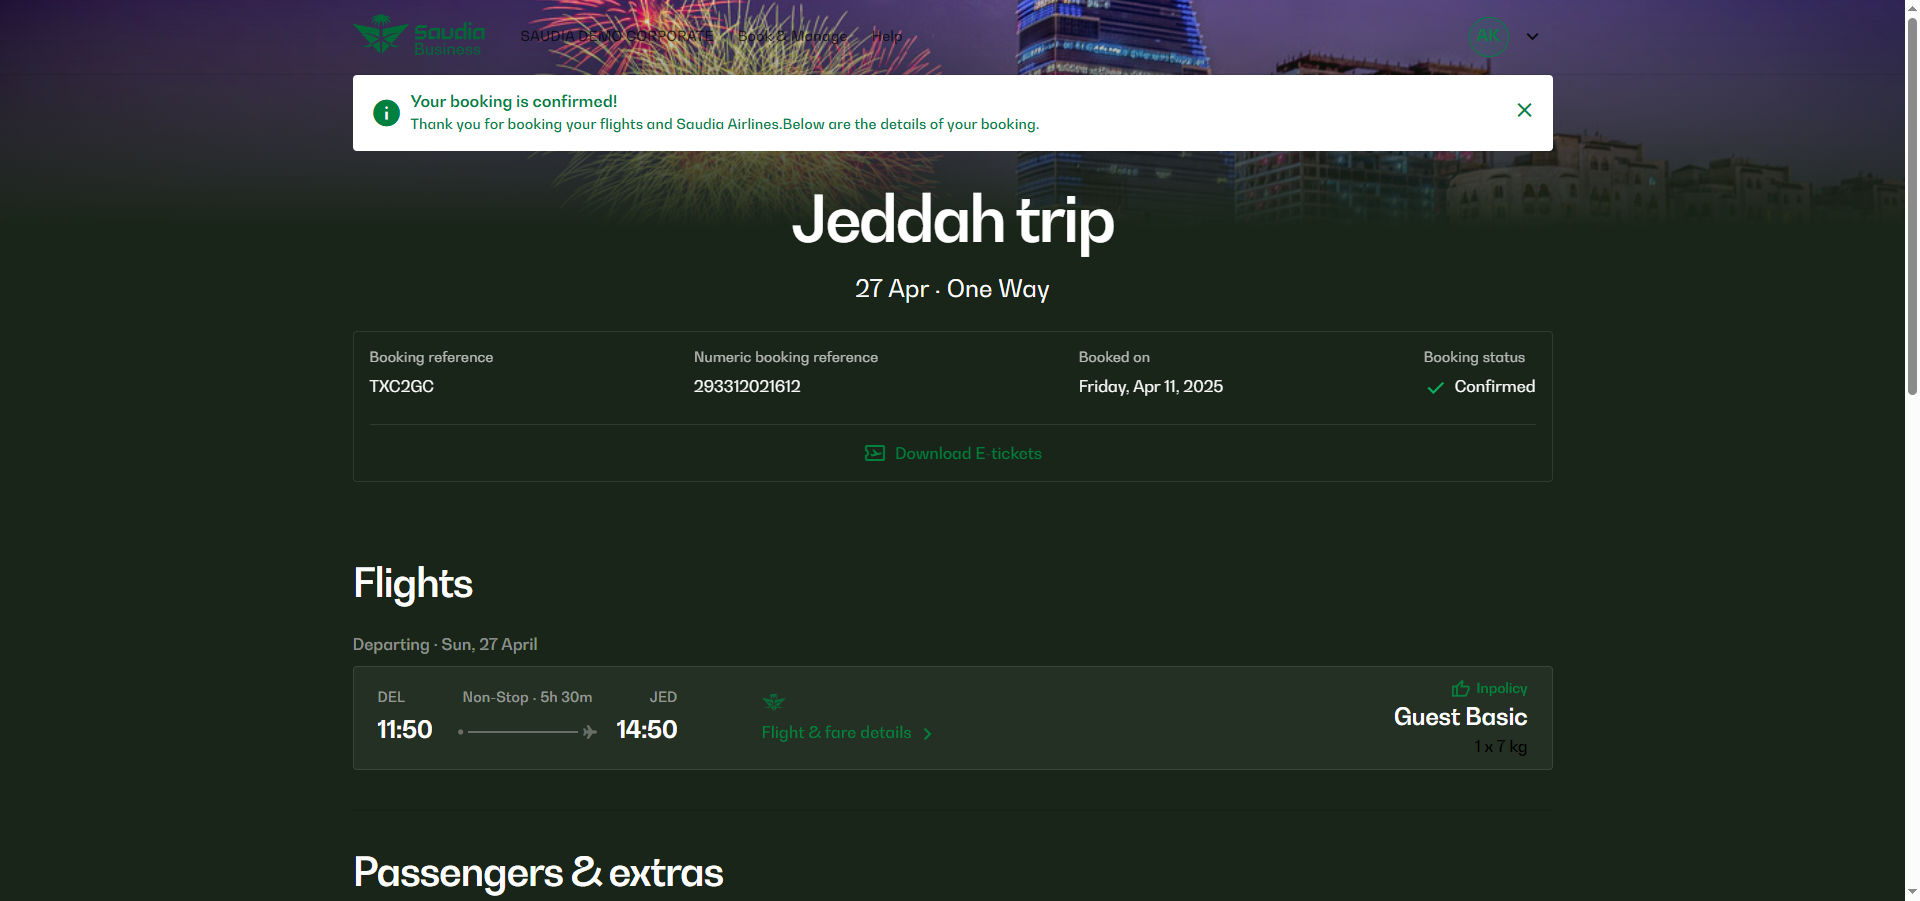 Saudia
Business
SAUDIA DEMO CORPORATE
Book & Manage
Help
AK
Your booking is confirmed!
Thank you for booking your flights and Saudia Airlines.Below are the details of your booking.
Jeddah trip
27 Apr · One Way
Booking reference
TXC2GC
Numeric booking reference
293312021612
Booked on
Friday, Apr 11, 2025
Booking status
Confirmed
Download E-tickets
Flights
Departing · Sun, 27 April
DEL
Non-Stop · 5h 30m
JED
11:50
14:50
Flight & fare details
Inpolicy
Guest Basic
1 x 7 kg
Passengers & extras